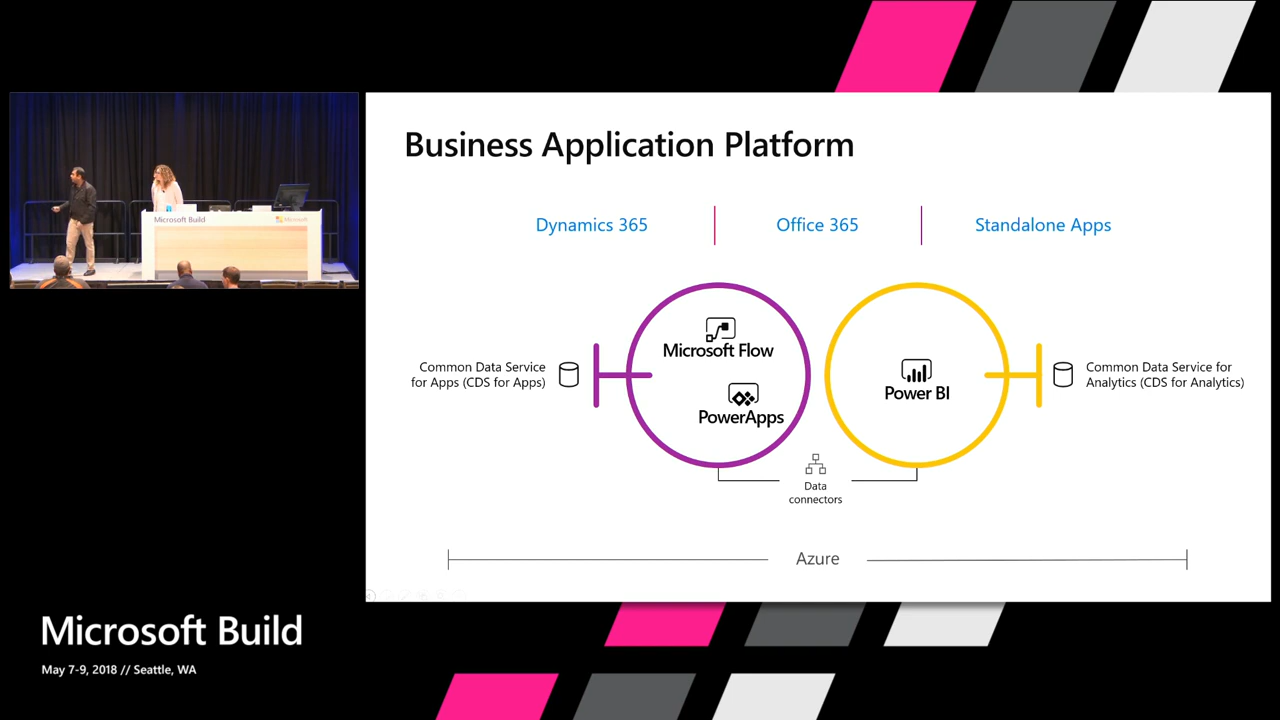 Business Application Platform
Dynamics 365
Office 365
Standalone Apps
Microsoft Flow
PowerApps
Common Data Service
for Apps (CDS for Apps)
Power BI
Common Data Service for
Analytics (CDS for Analytics)
Data
connectors
Azure
Microsoft Build
Microsoft
Microsoft Build
May 7-9, 2018 // Seattle, WA